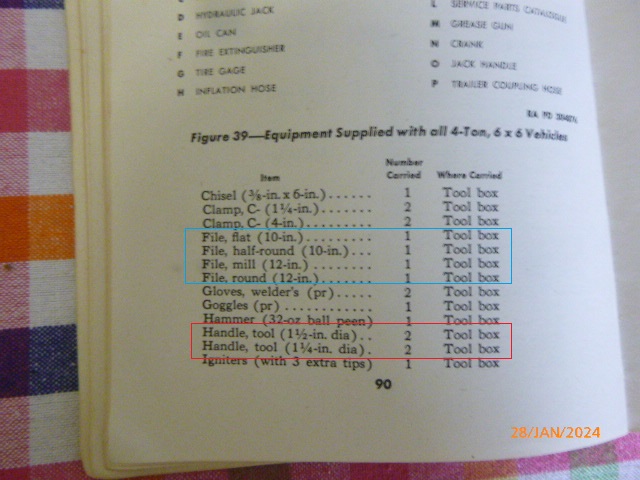 D HYDRAULIC JACK
E OIL CAN
F FIRE EXTINGUISHER
G TIRE GAGE
H INFLATION HOSE
L SERVICE PARTS CATALOGUE
M GREASE GUN
N CRANK
O JACK HANDLE
P TRAILER COUPLING HOSE
RA PD
Figure 39—Equipment Supplied with all 4-Ton, 6 x 6 Vehicles
Item Number Carried Where Carried
Chisel (⅜-in. x 6-in.)...... 1 Tool box
Clamp, C- (1¼-in.)....... 2 Tool box
Clamp, C- (4-in.)........ 2 Tool box
File, flat (10-in.)......... 1 Tool box
File, half-round (10-in.)... 1 Tool box
File, mill (12-in.) ........ 1 Tool box
File, round (12-in.)....... 1 Tool box
Gloves, welder's (pr)..... 2 Tool box
Goggles (pr) ............ 1 Tool box
Hammer (32-oz ball peen) 1 Tool box
Handle, tool (1½-in. dia).. 2 Tool box
Handle, tool (1¼-in. dia). 2 Tool box
Igniters (with 3 extra tips) 1 Tool box
90
28/JAN/2024